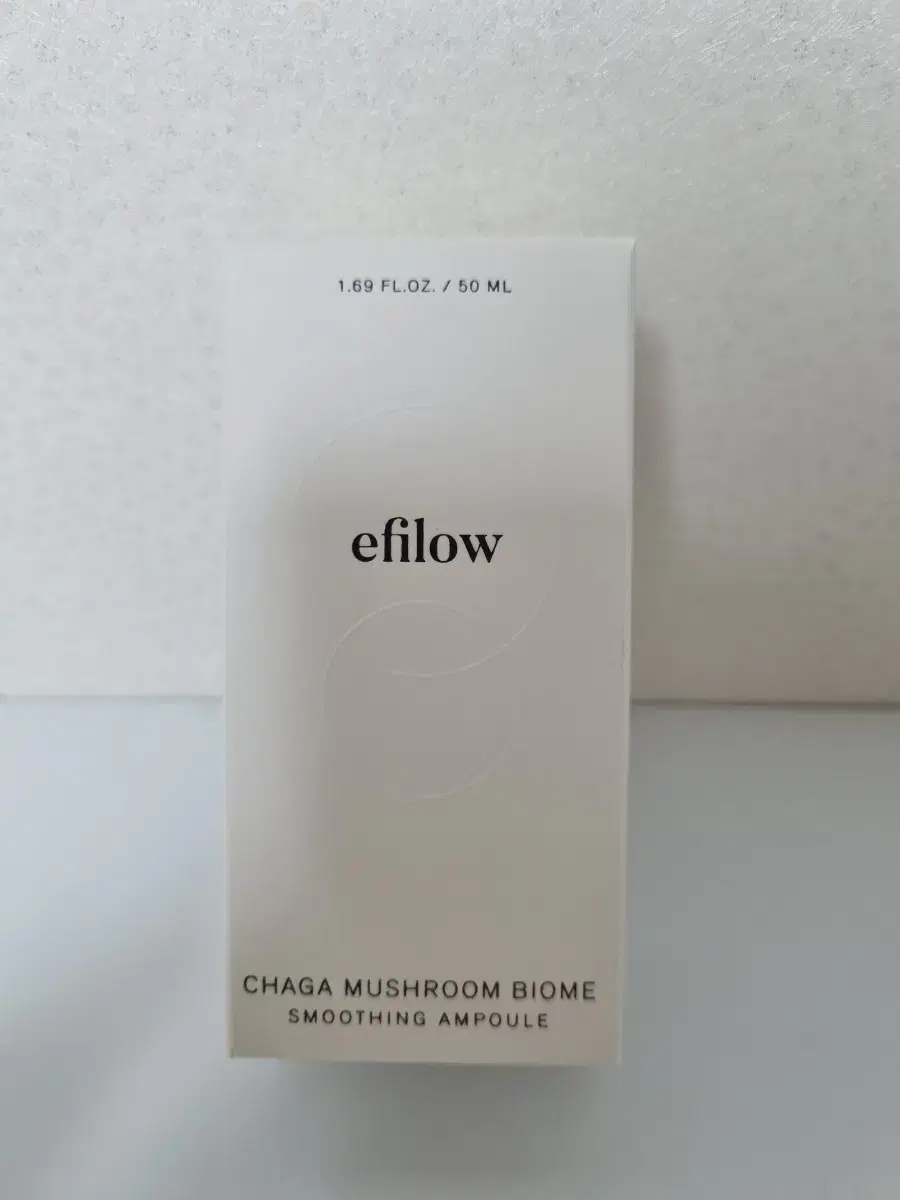 1.69 FL.OZ. / 50 ML
efilow
CHAGA MUSHROOM BIOME
SMOOTHING AMPOULE